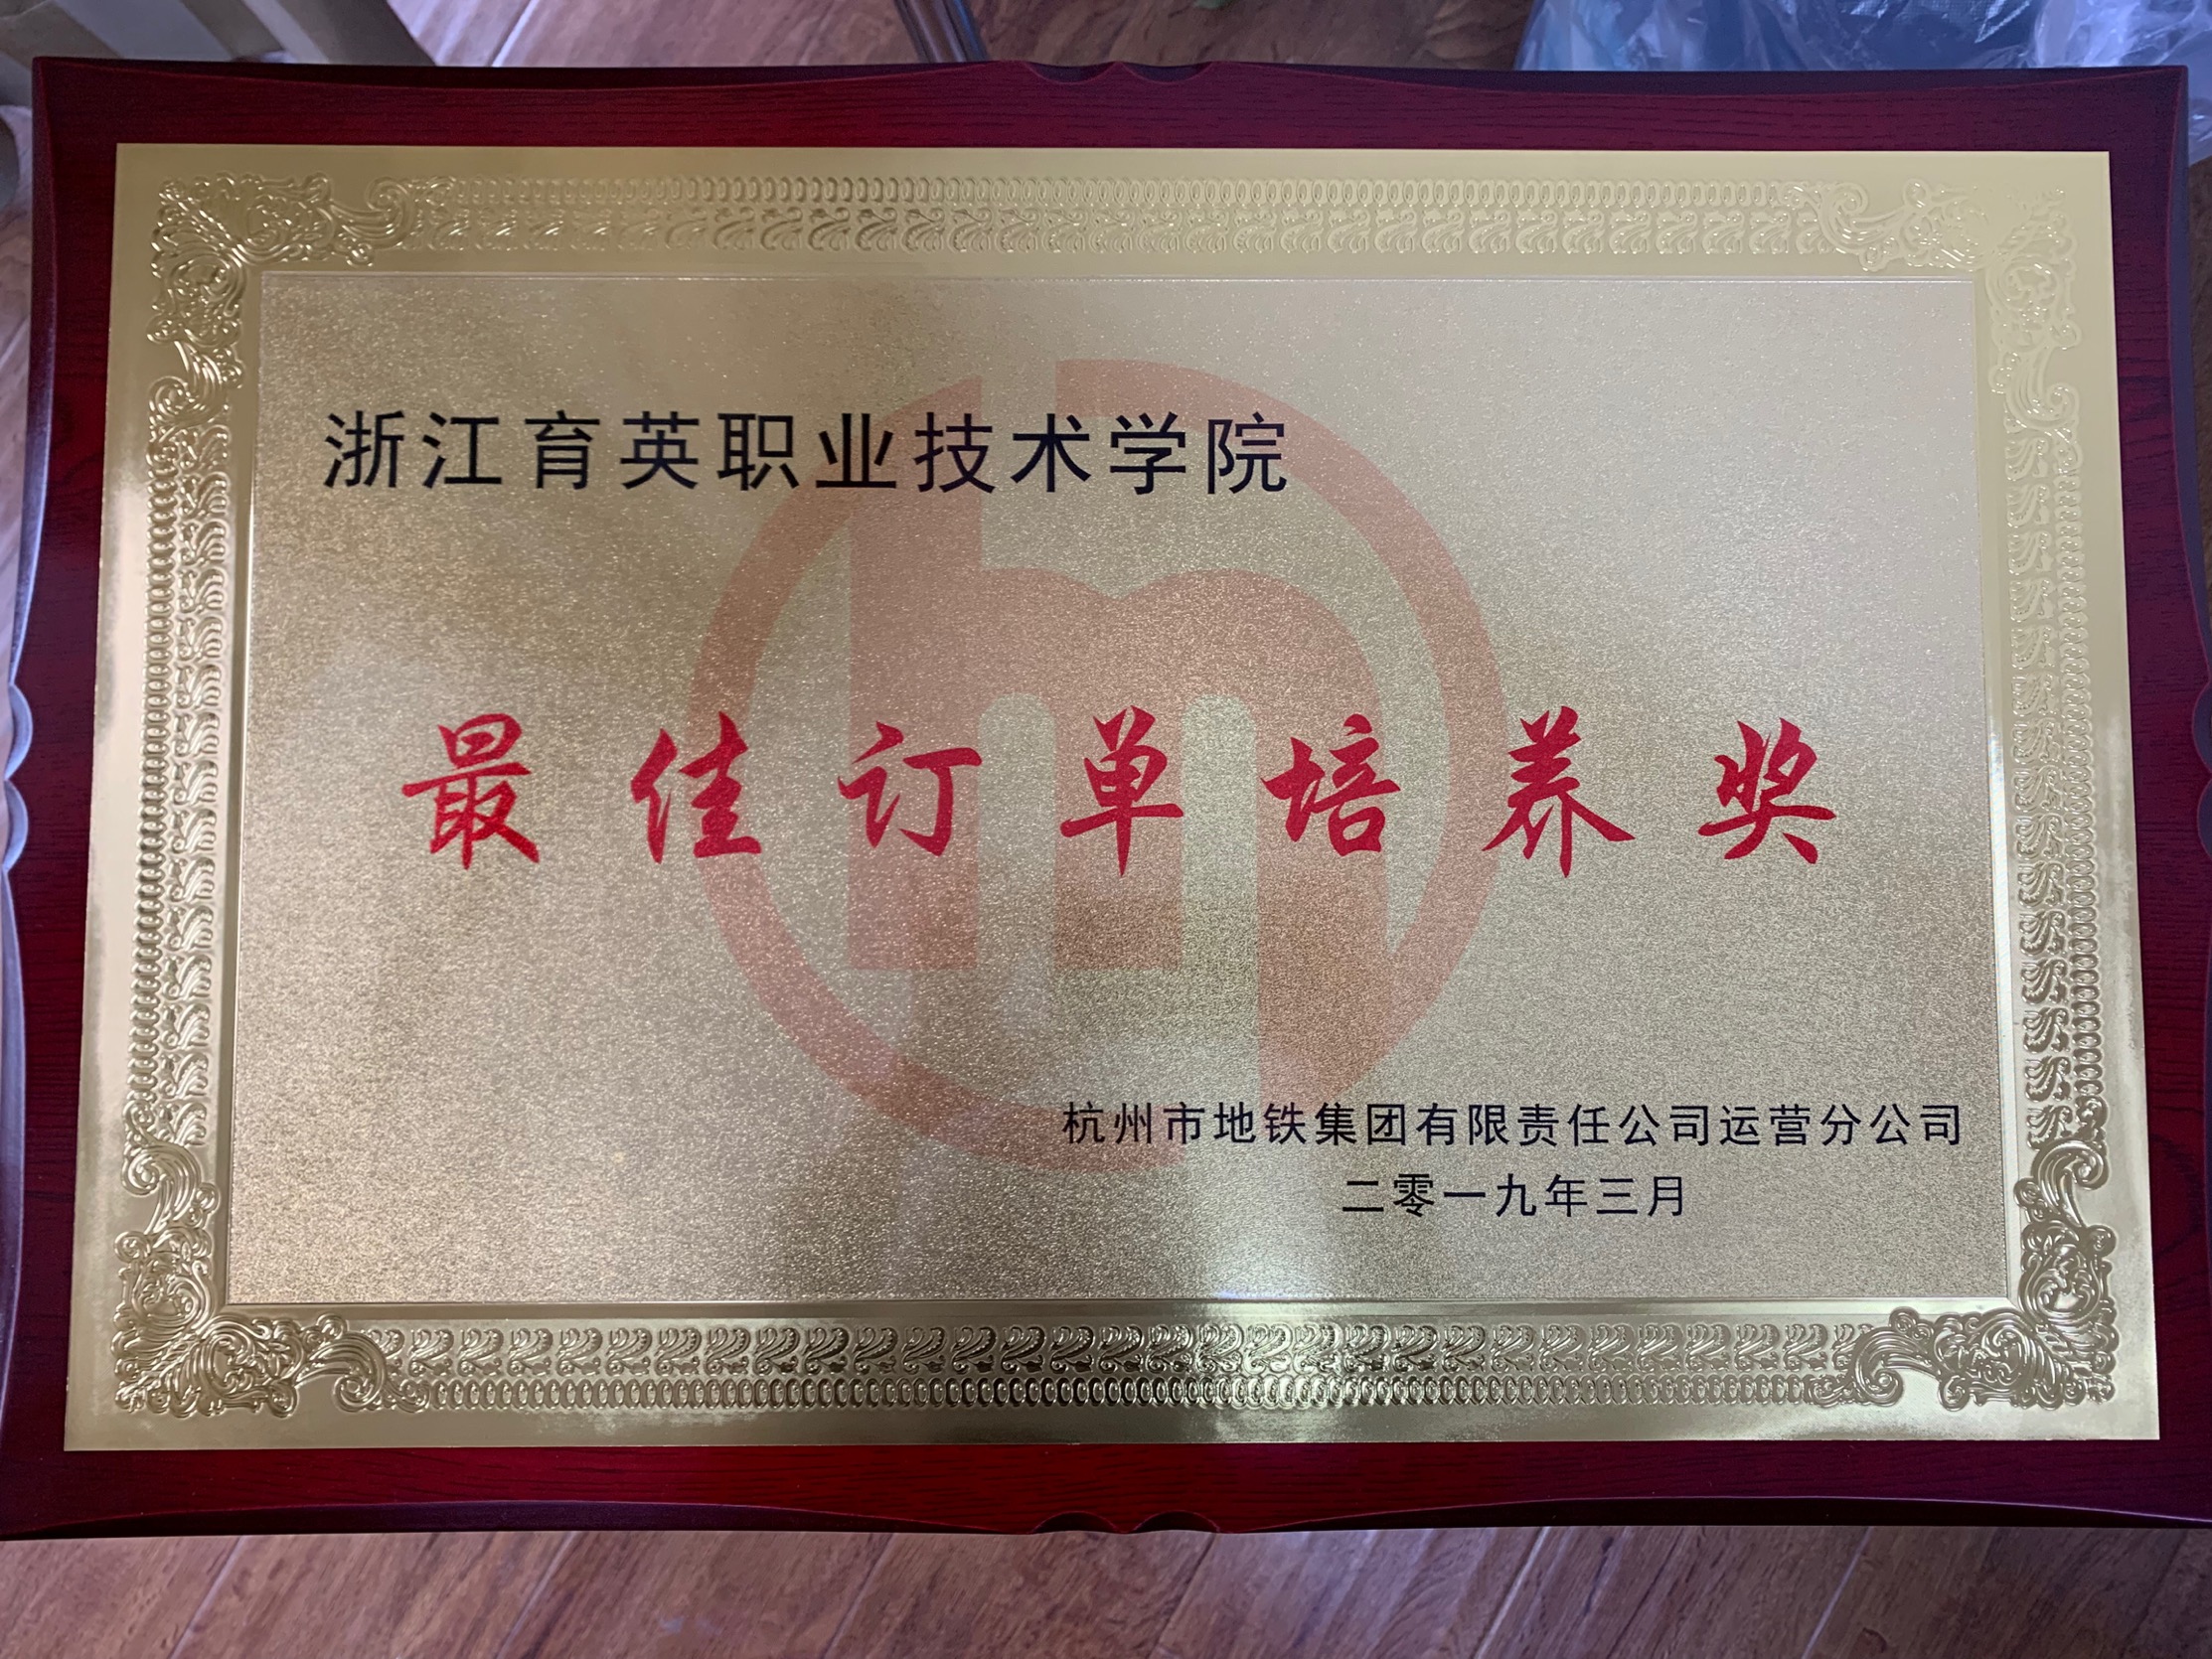 浙江育英职业技术学院
最佳订单培养奖
杭州市地铁集团有限责任公司运营分公司
二零一九年三月